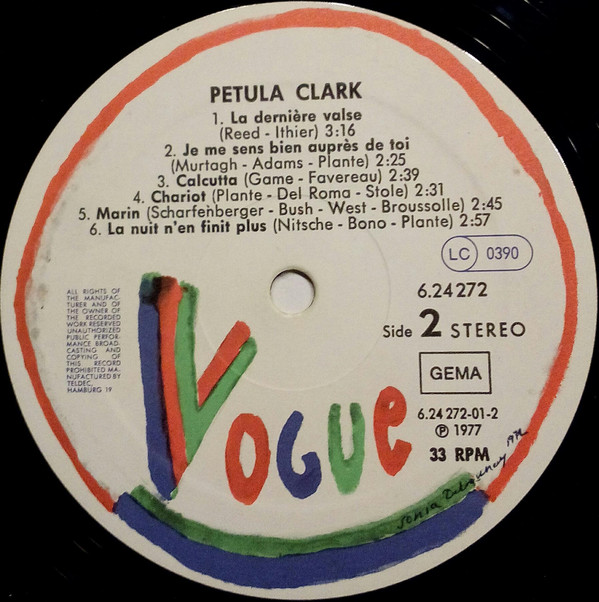 PETULA CLARK
1. La dernière valse
(Reed - Ithier) 3:16
2. Je me sens bien auprès de toi
(Murtagh - Adams - Plante) 2:25
3. Calcutta (Game - Favereau) 2:39
4. Chariot (Plante - Del Roma - Stole) 2:31
5. Marin (Scharfenberger - Bush - West - Broussolle) 2:45
6. La nuit n'en finit plus (Nitsche - Bono - Plante) 2:57
LC 0390
ALL RIGHTS OF
THE MANUFAC-
TURER AND OF
THE OWNER OF
THE RECORDED
WORK RESERVED
UNAUTHORIZED
PUBLIC PERFOR-
MANCE BROAD-
CASTING AND
COPYING OF
THIS RECORD
PROHIBITED MA-
NUFACTURED BY
TELDEC,
HAMBURG 19
6.24272
Side 2 STEREO
GEMA
6.24 272-01-2
℗ 1977
33 RPM
VOGUE
Sonia Delaunay 1972